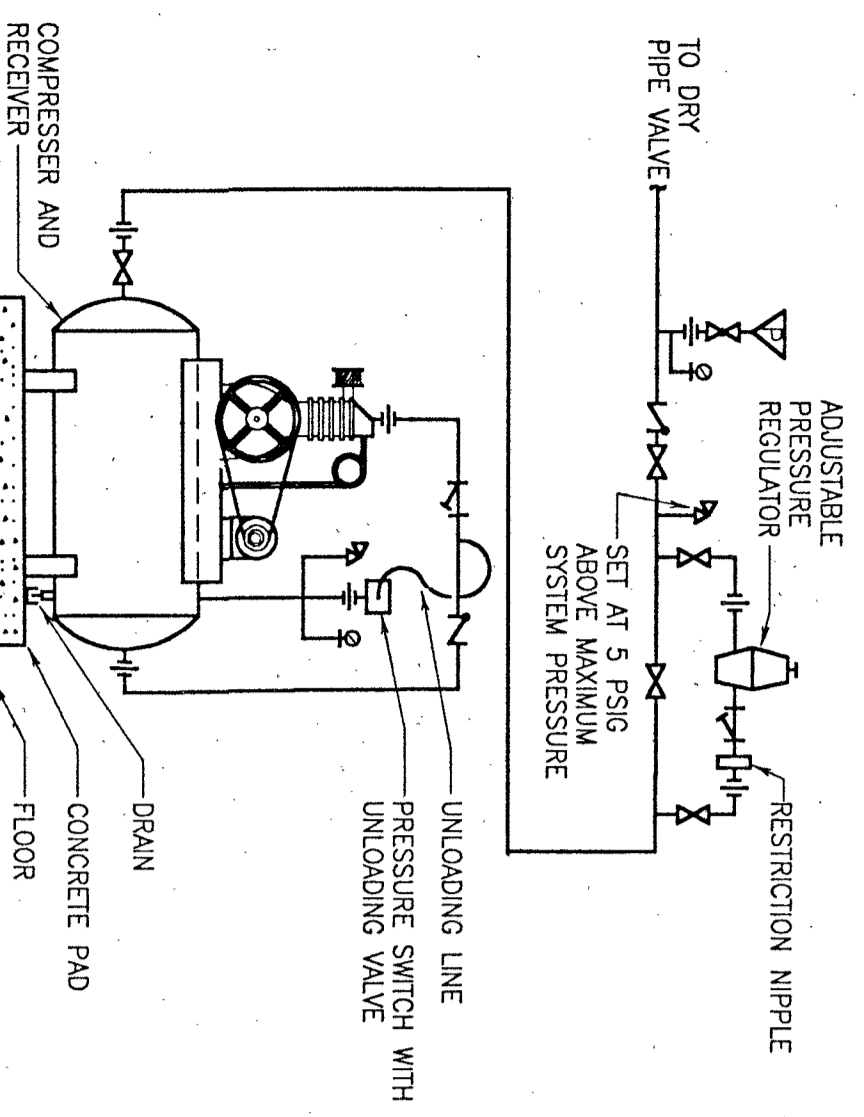 TO DRY
PIPE VALVE
P
ADJUSTABLE
PRESSURE
REGULATOR
RESTRICTION NIPPLE
SET AT 5 PSIG
ABOVE MAXIMUM
SYSTEM PRESSURE
COMPRESSER AND
RECEIVER
UNLOADING LINE
PRESSURE SWITCH WITH
UNLOADING VALVE
DRAIN
CONCRETE PAD
FLOOR